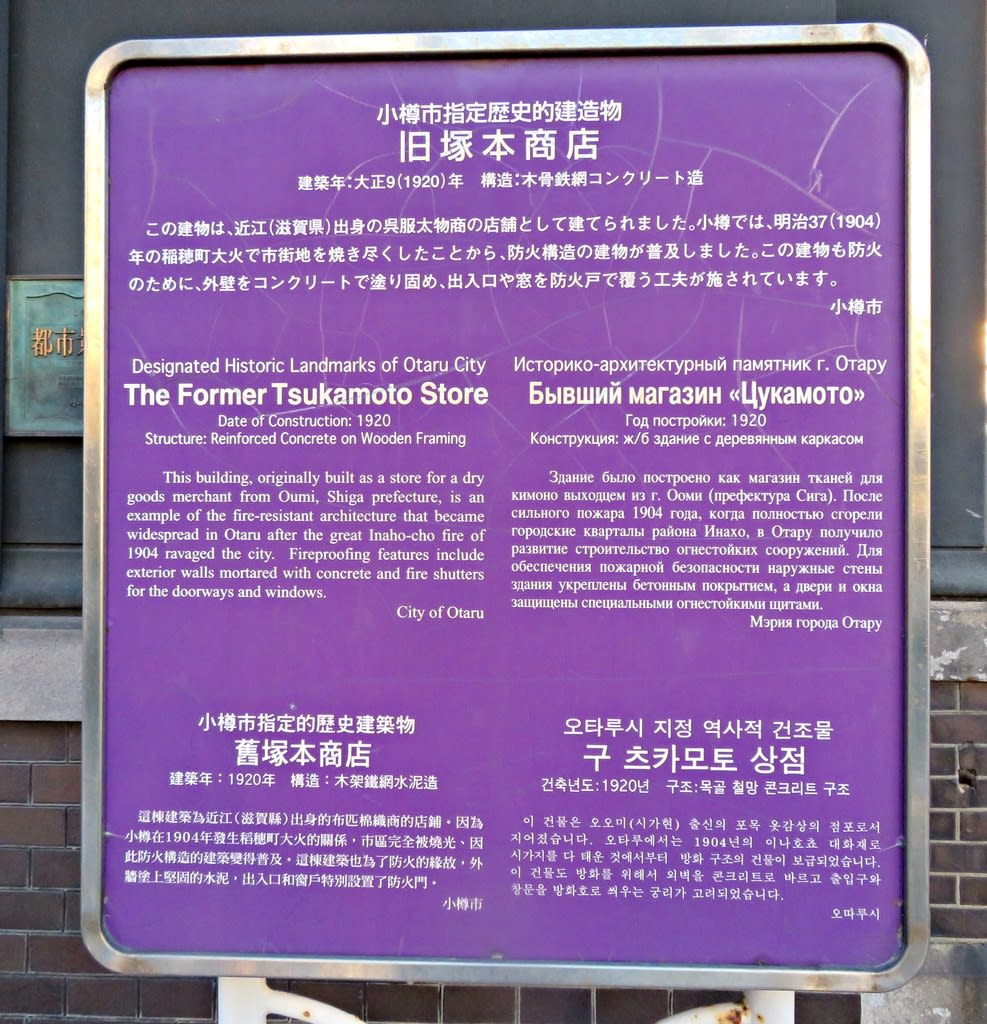 小樽市指定歴史的建造物
旧塚本商店
建築年:大正9(1920)年 構造:木骨鉄網コンクリート造
この建物は、近江(滋賀県)出身の呉服太物商の店舗として建てられました。小樽では、明治37(1904)
年の稲穂町大火で市街地を焼き尽くしたことから、防火構造の建物が普及しました。この建物も防火
のために、外壁をコンクリートで塗り固め、出入口や窓を防火戸で覆う工夫が施されています。
小樽市
都市
Designated Historic Landmarks of Otaru City
The Former Tsukamoto Store
Date of Construction: 1920
Structure: Reinforced Concrete on Wooden Framing
This building, originally built as a store for a dry
goods merchant from Oumi, Shiga prefecture, is an
example of the fire-resistant architecture that became
widespread in Otaru after the great Inaho-cho fire of
1904 ravaged the city. Fireproofing features include
exterior walls mortared with concrete and fire shutters
for the doorways and windows.
City of Otaru
Историко-архитектурный памятник г. Отару
Бывший магазин «Цукамото»
Год постройки: 1920
Конструкция: ж/б здание с деревянным каркасом
Здание было построено как магазин тканей для
кимоно выходцем из г. Ооми (префектура Сига). После
сильного пожара 1904 года, когда полностью сгорели
городские кварталы района Инахо, в Отару получило
развитие строительство огнестойких сооружений. Для
обеспечения пожарной безопасности наружные стены
здания укреплены бетонным покрытием, а двери и окна
защищены специальными огнестойкими щитами.
Мэрия города Отару
小樽市指定的歷史建築物
舊塚本商店
建築年：1920年 構造：木架鐵網水泥造
這棟建築為近江(滋賀縣)出身的布匹棉織商的店鋪。因為
小樽在1904年發生稻穗町大火的關係，市區完全被燒光、因
此防火構造的建築變得普及。這棟建築也為了防火的緣故，外
牆塗上堅固的水泥，出入口和窗戶特別設置了防火門。
小樽市
오타루시 지정 역사적 건조물
구 츠카모토 상점
건축년도:1920년 구조:목골 철망 콘크리트 구조
이 건물은 오오미(시가현) 출신의 포목 옷감상의 점포로서
지어졌습니다. 오타루에서는 1904년의 이나호쵸 대화재로
시가지를 다 태운 것에서부터 방화 구조의 건물이 보급되었습니다.
이 건물도 방화를 위해서 외벽을 콘크리트로 바르고 출입구와
창문을 방화호로 씌우는 궁리가 고려되었습니다.
오따루시